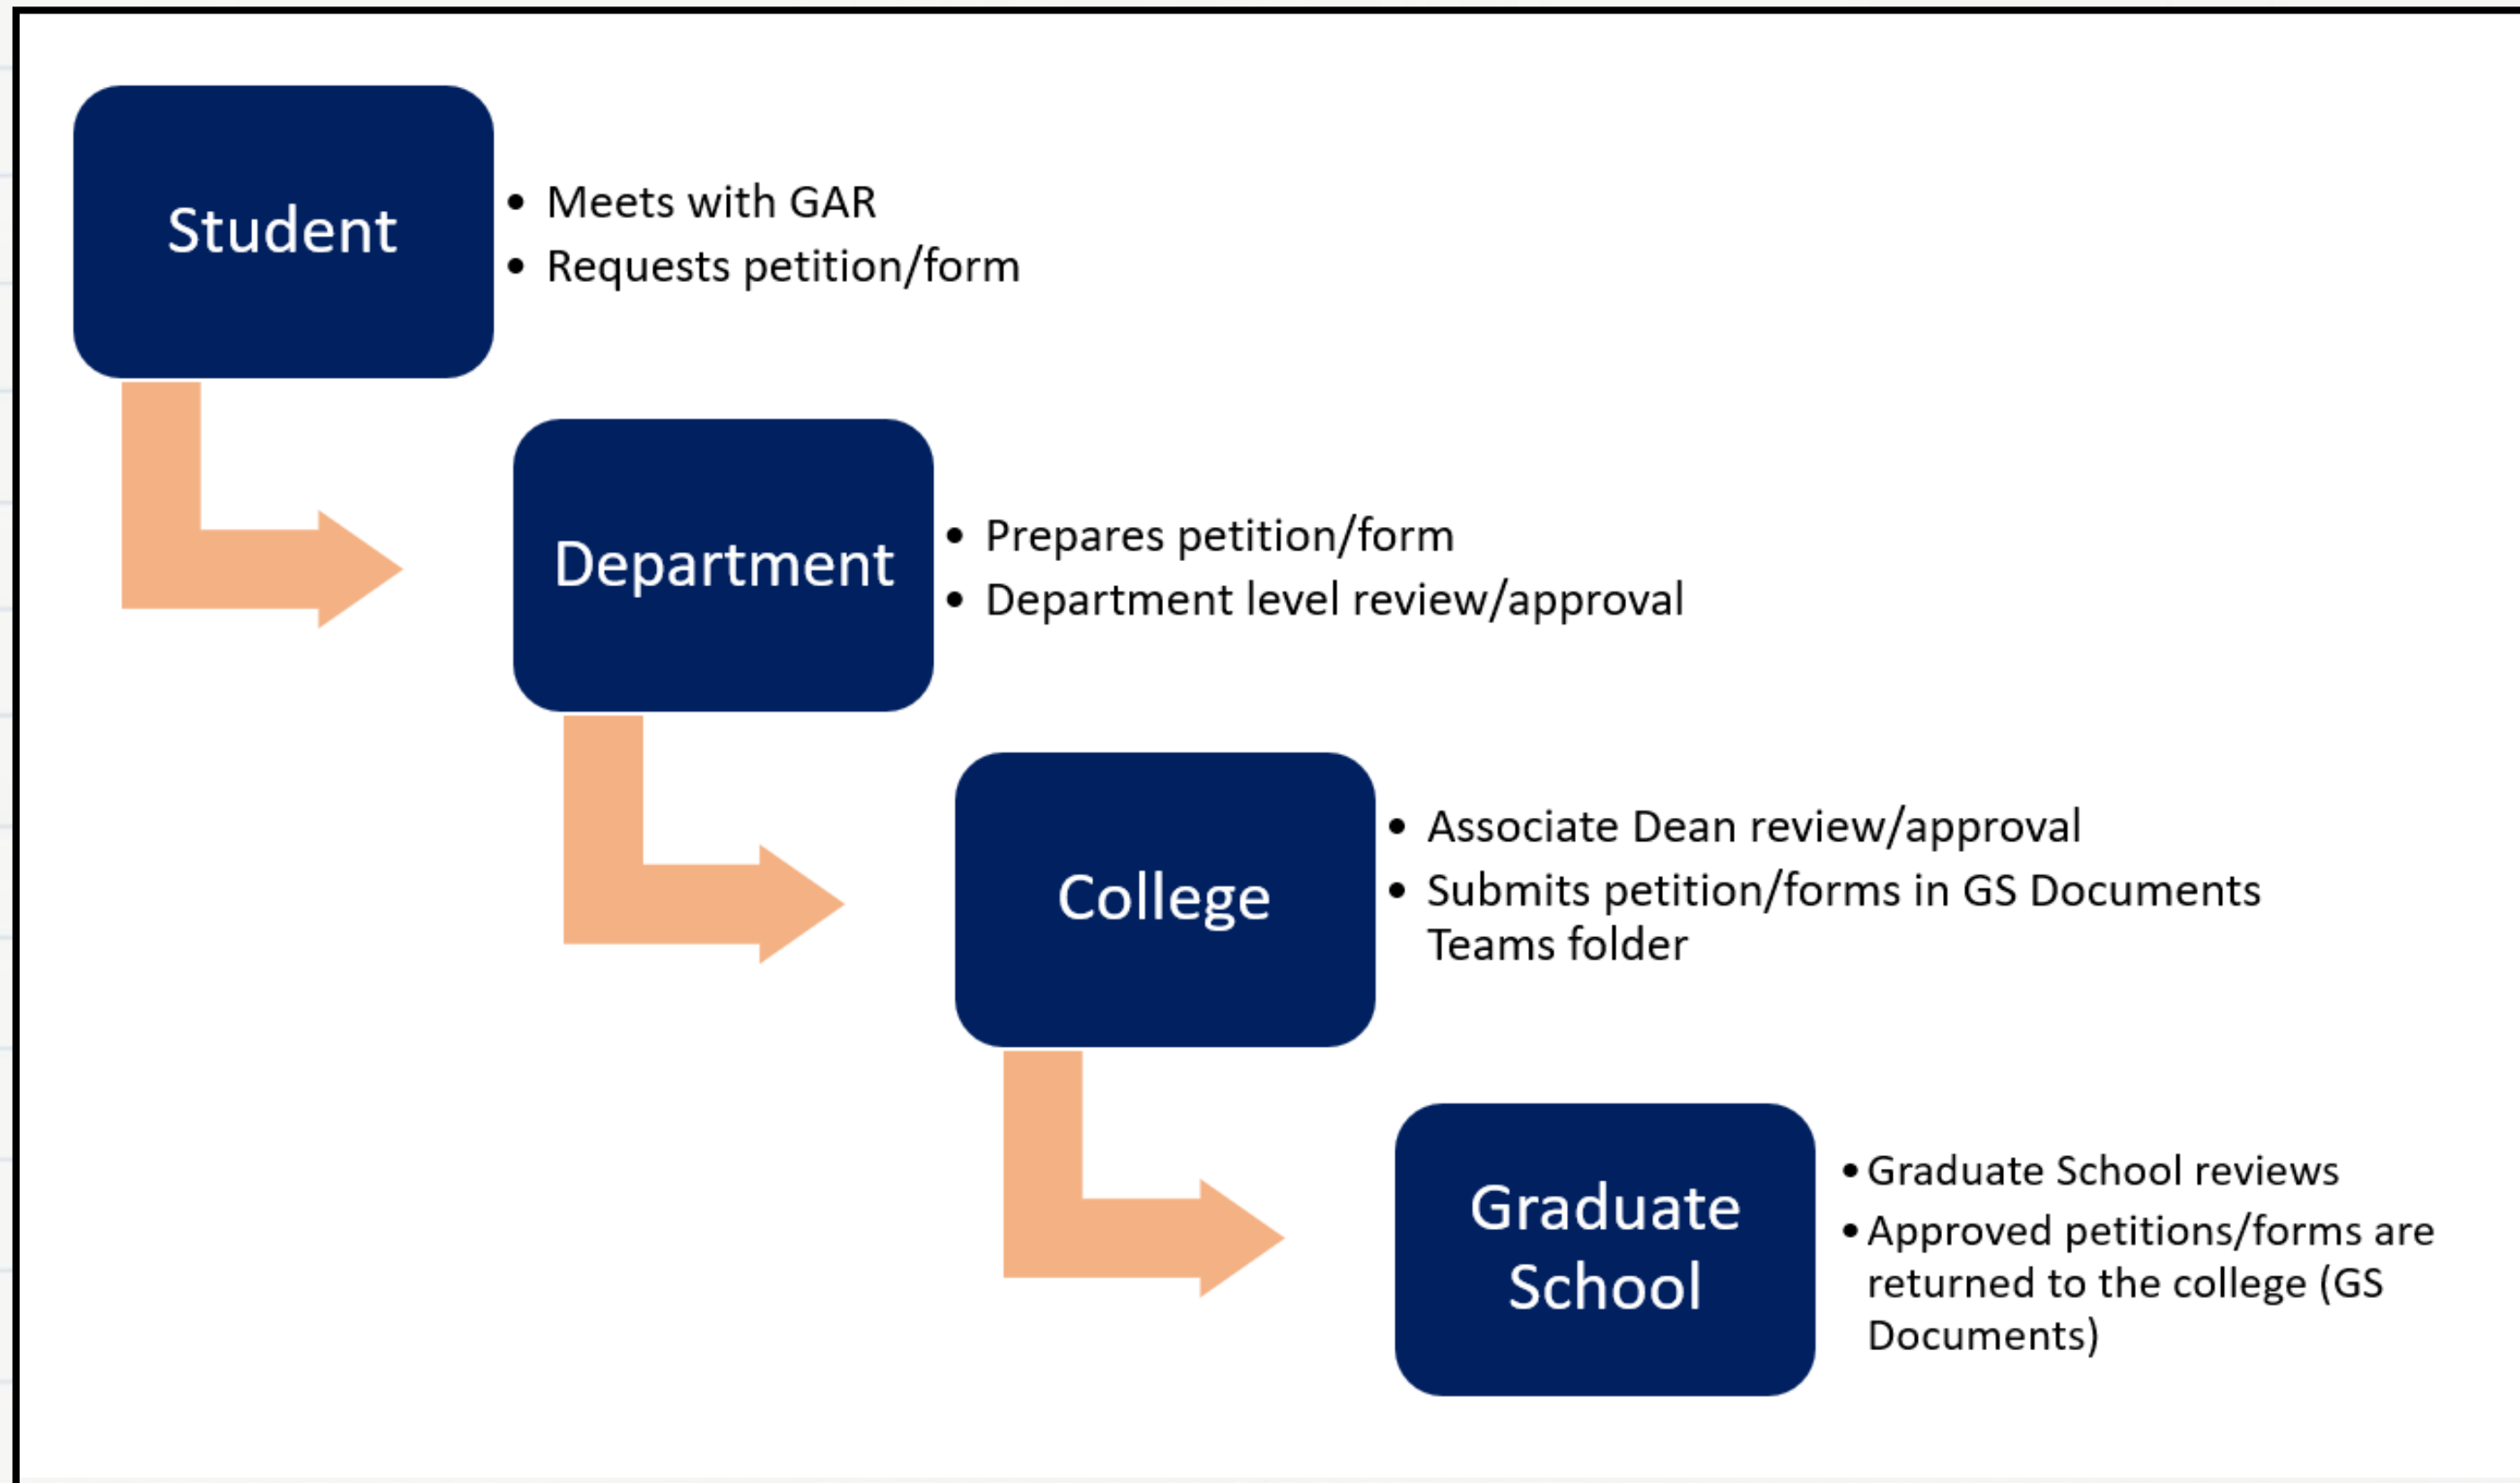 Student
• Meets with GAR
• Requests petition/form
Department
• Prepares petition/form
• Department level review/approval
College
• Associate Dean review/approval
• Submits petition/forms in GS Documents
Teams folder
Graduate
School
• Graduate School reviews
• Approved petitions/forms are
returned to the college (GS
Documents)